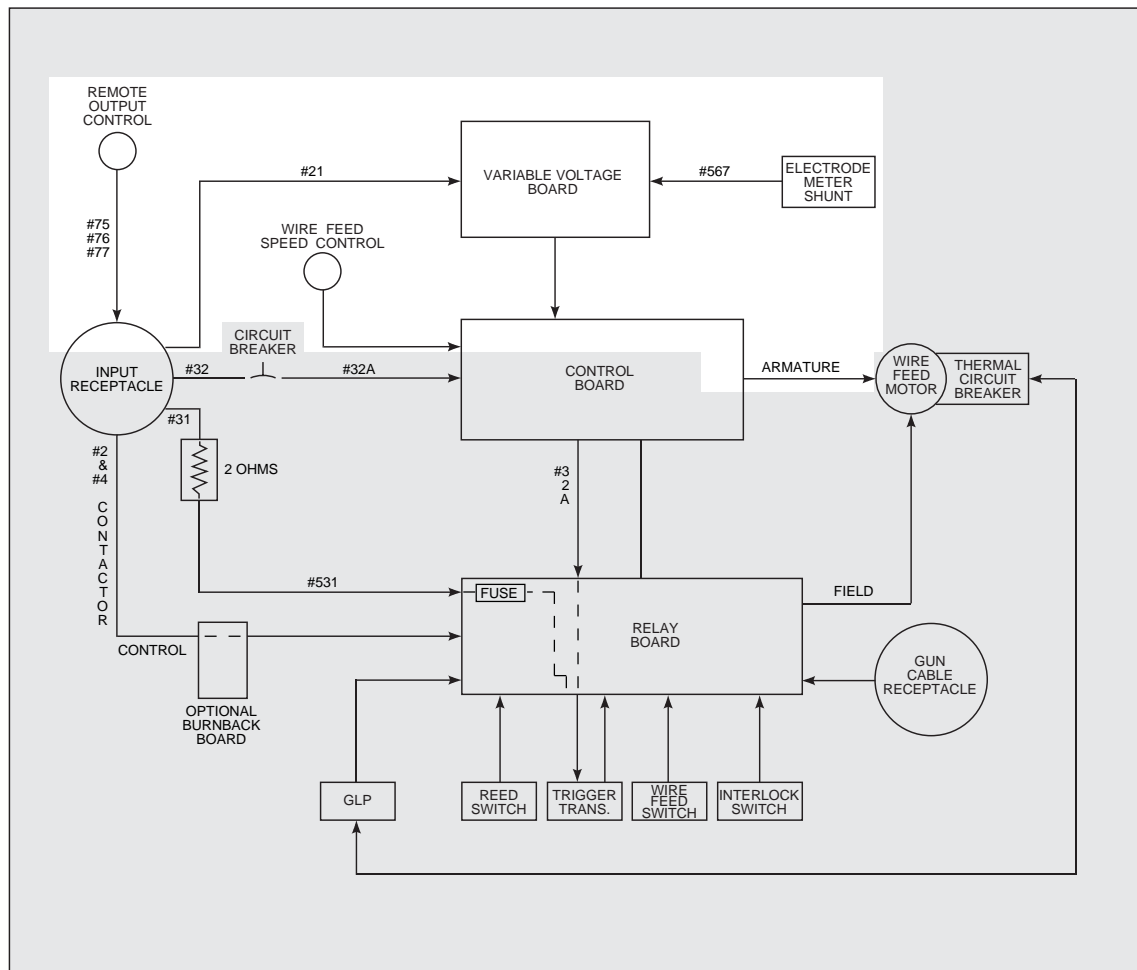 REMOTE
OUTPUT
CONTROL
#21
VARIABLE VOLTAGE
BOARD
#567
ELECTRODE
METER
SHUNT
#75
#76
#77
WIRE FEED
SPEED CONTROL
CIRCUIT
BREAKER
INPUT
RECEPTACLE
#32
#32A
CONTROL
BOARD
ARMATURE
WIRE
FEED
MOTOR
THERMAL
CIRCUIT
BREAKER
#31
#2
&
#4
CONTACTOR
2 OHMS
#3
2
A
#531
FUSE
RELAY
BOARD
FIELD
CONTROL
OPTIONAL
BURNBACK
BOARD
GUN
CABLE
RECEPTACLE
GLP
REED
SWITCH
TRIGGER
TRANS.
WIRE
FEED
SWITCH
INTERLOCK
SWITCH